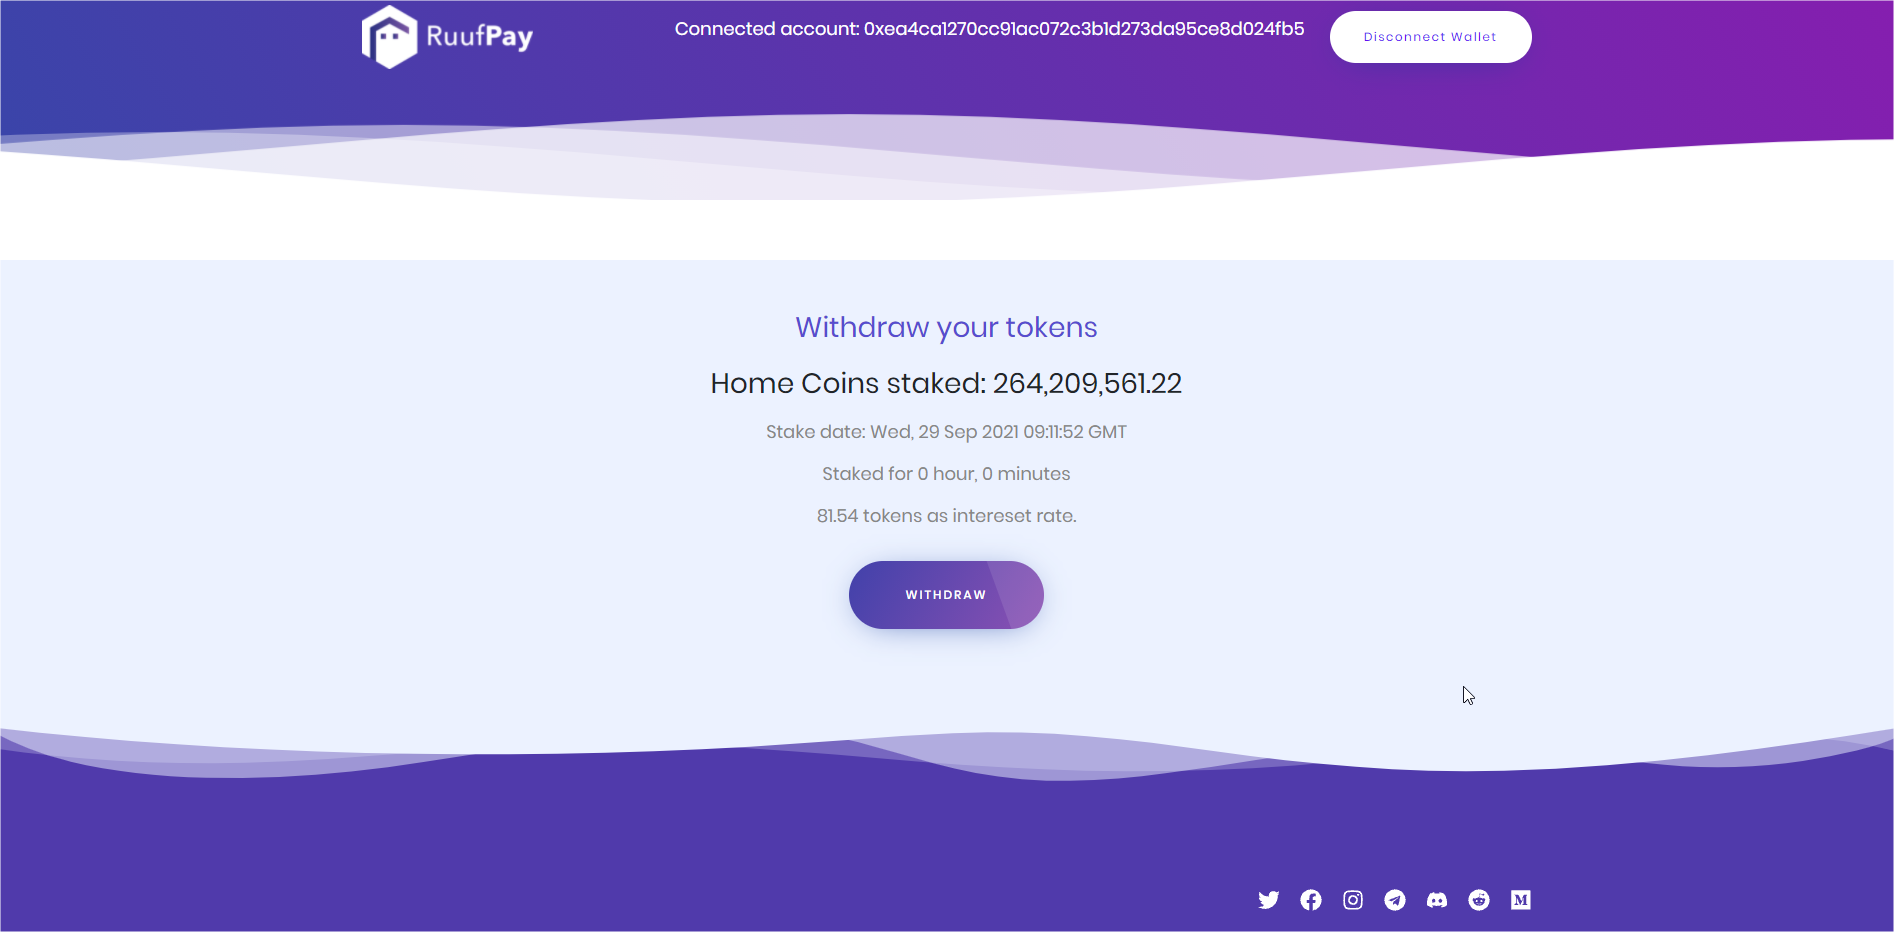 RuufPay
Connected account: 0xea4ca1270cc91ac072c3b1d273da95ce8d024fb5
Disconnect Wallet
Withdraw your tokens
Home Coins staked: 264,209,561.22
Stake date: Wed, 29 Sep 2021 09:11:52 GMT
Staked for 0 hour, 0 minutes
81.54 tokens as intereset rate.
WITHDRAW